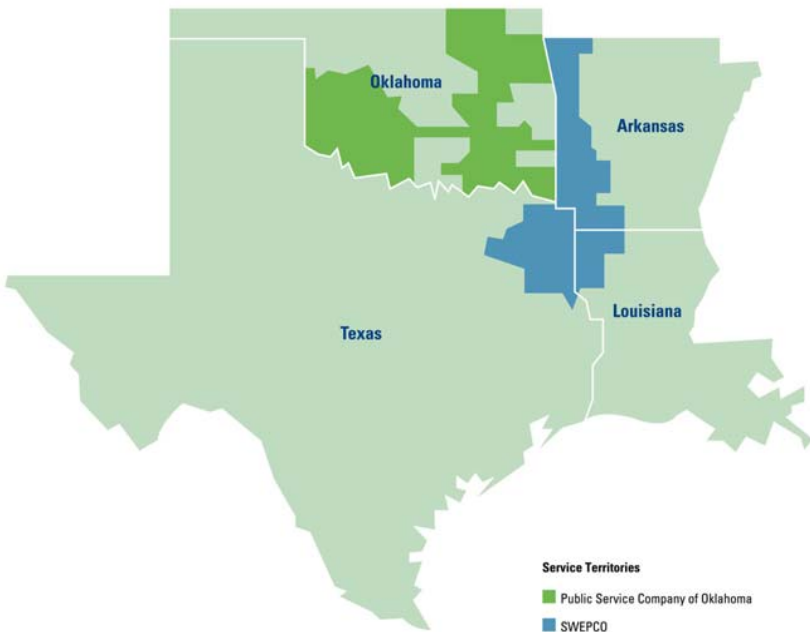 Oklahoma
Arkansas
Louisiana
Texas
Service Territories
Public Service Company of Oklahoma
SWEPCO